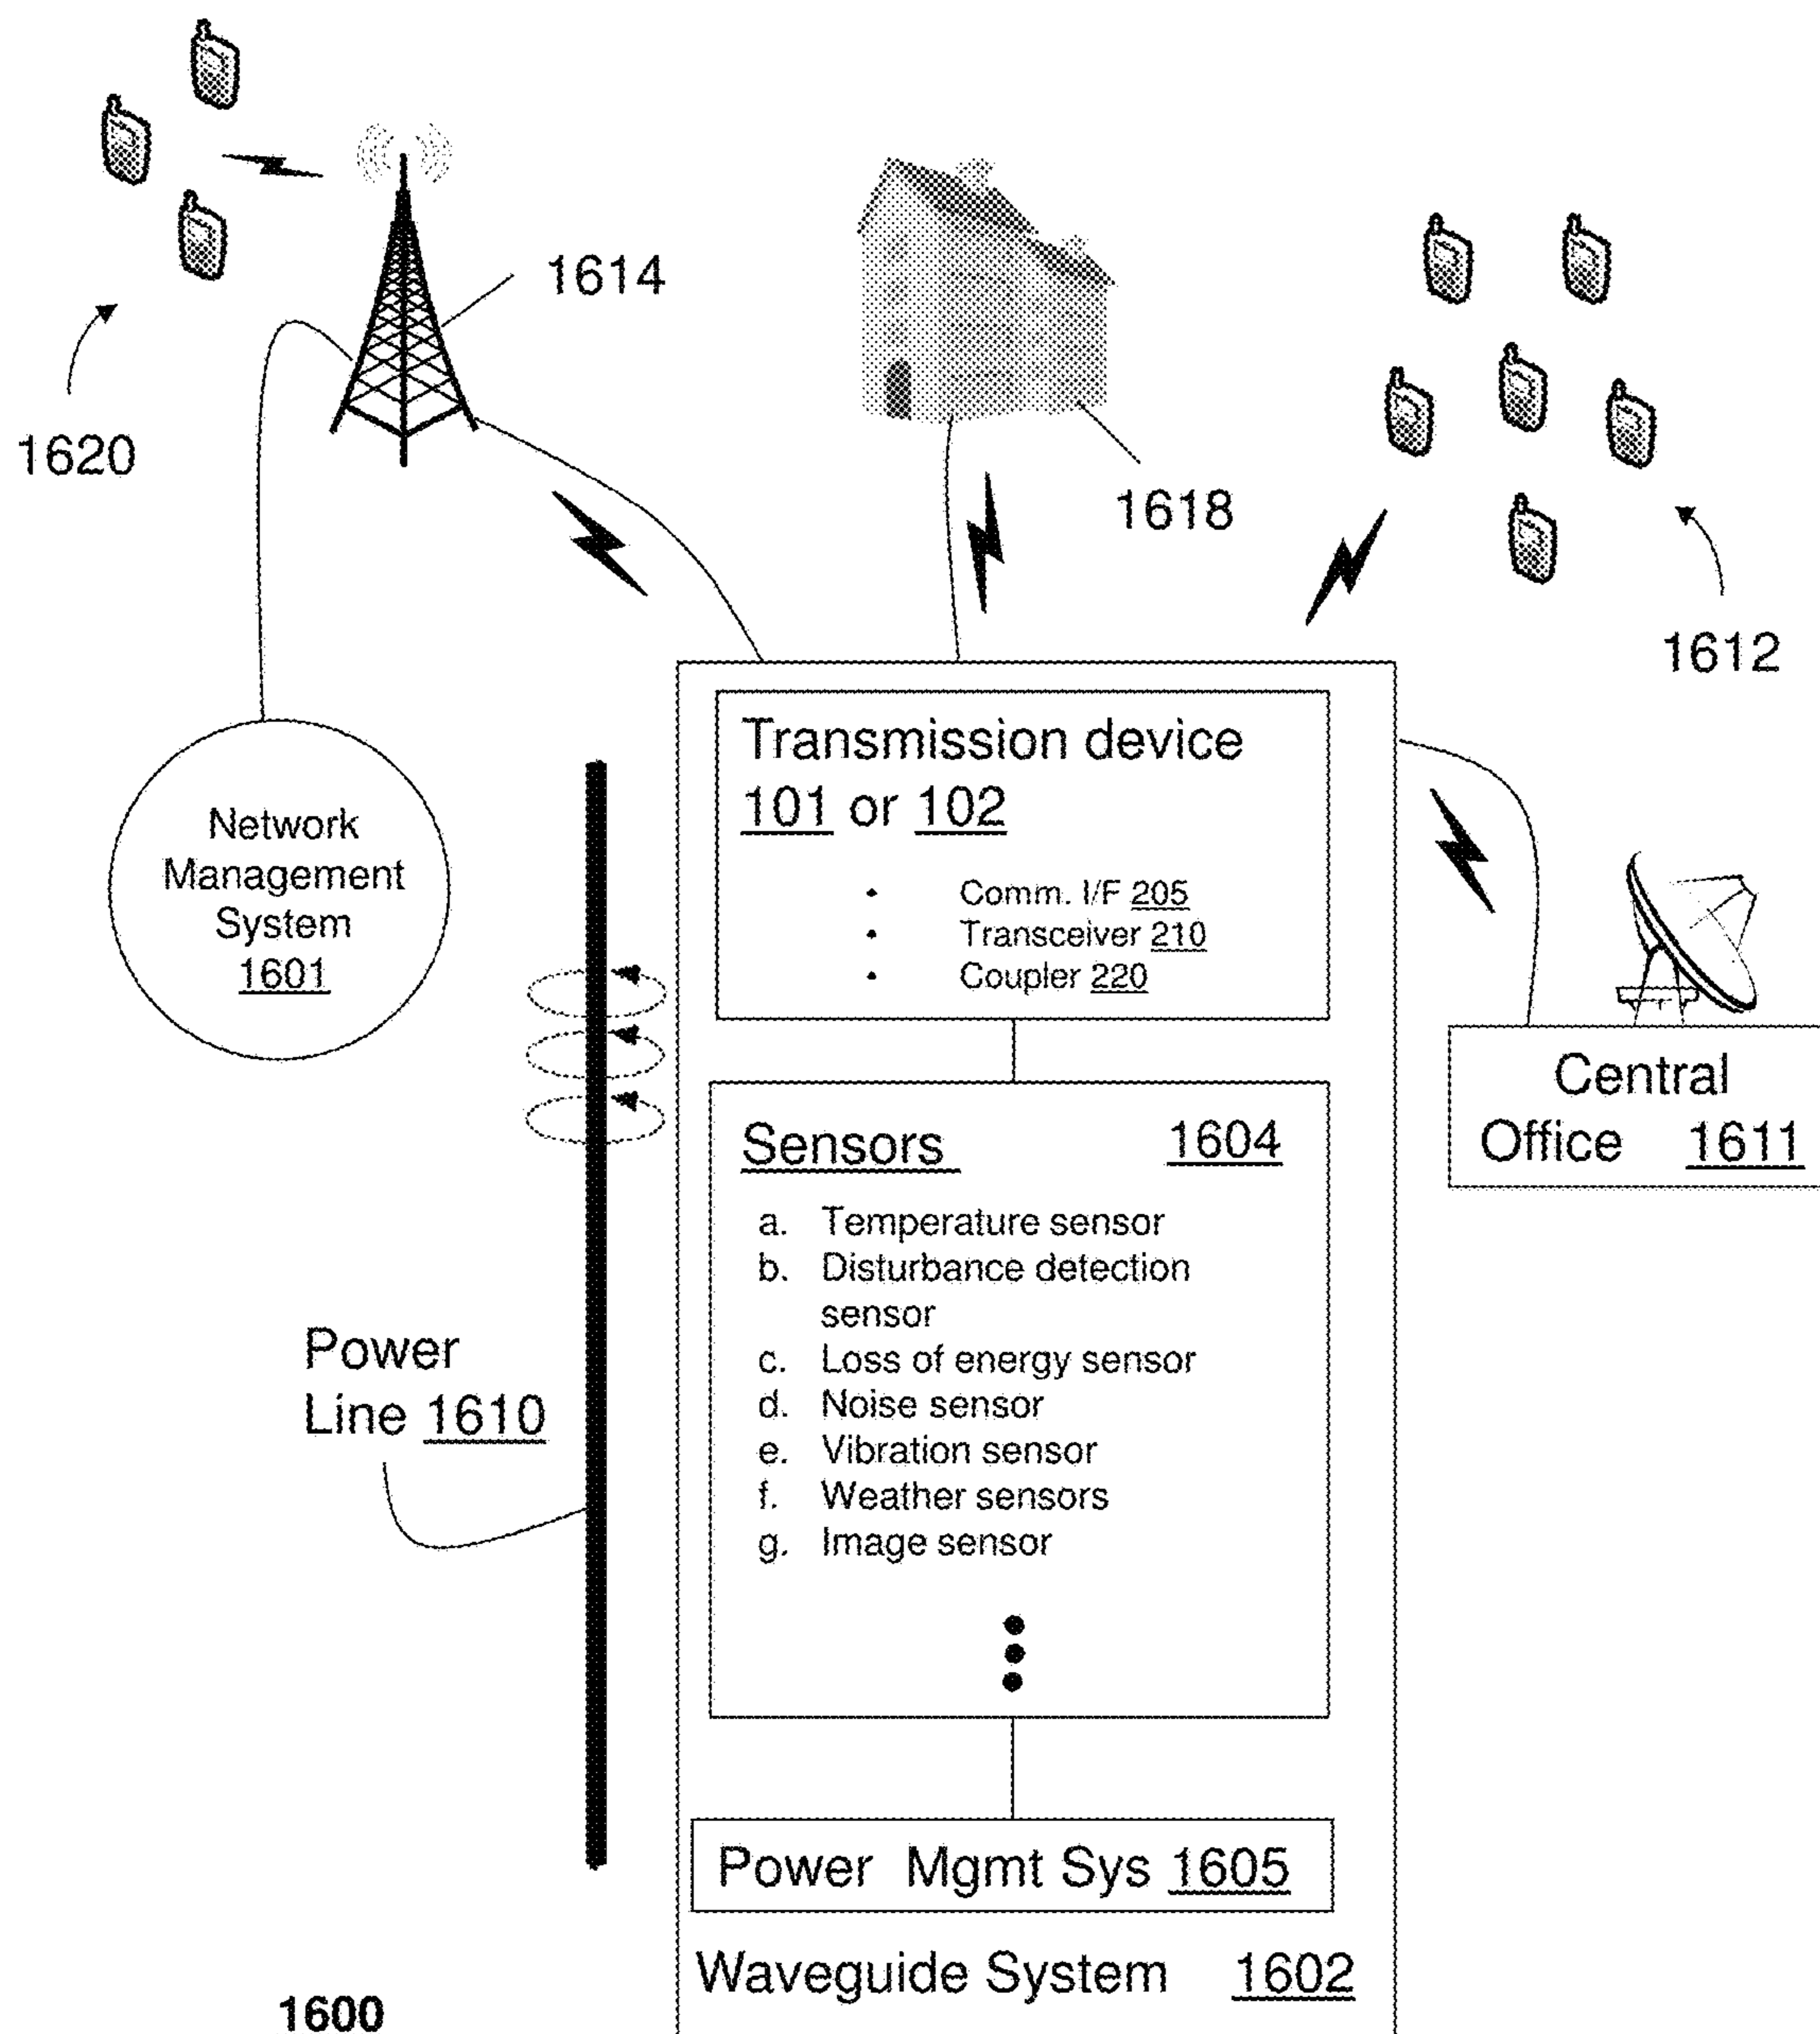 1614
1620
1618
1612
Transmission device
101 or 102
• Comm. I/F 205
• Transceiver 210
• Coupler 220
Network
Management
System
1601
Central
Office 1611
Sensors 1604
a. Temperature sensor
b. Disturbance detection
sensor
c. Loss of energy sensor
d. Noise sensor
e. Vibration sensor
f. Weather sensors
g. Image sensor
Power
Line 1610
Power Mgmt Sys 1605
Waveguide System 1602
1600